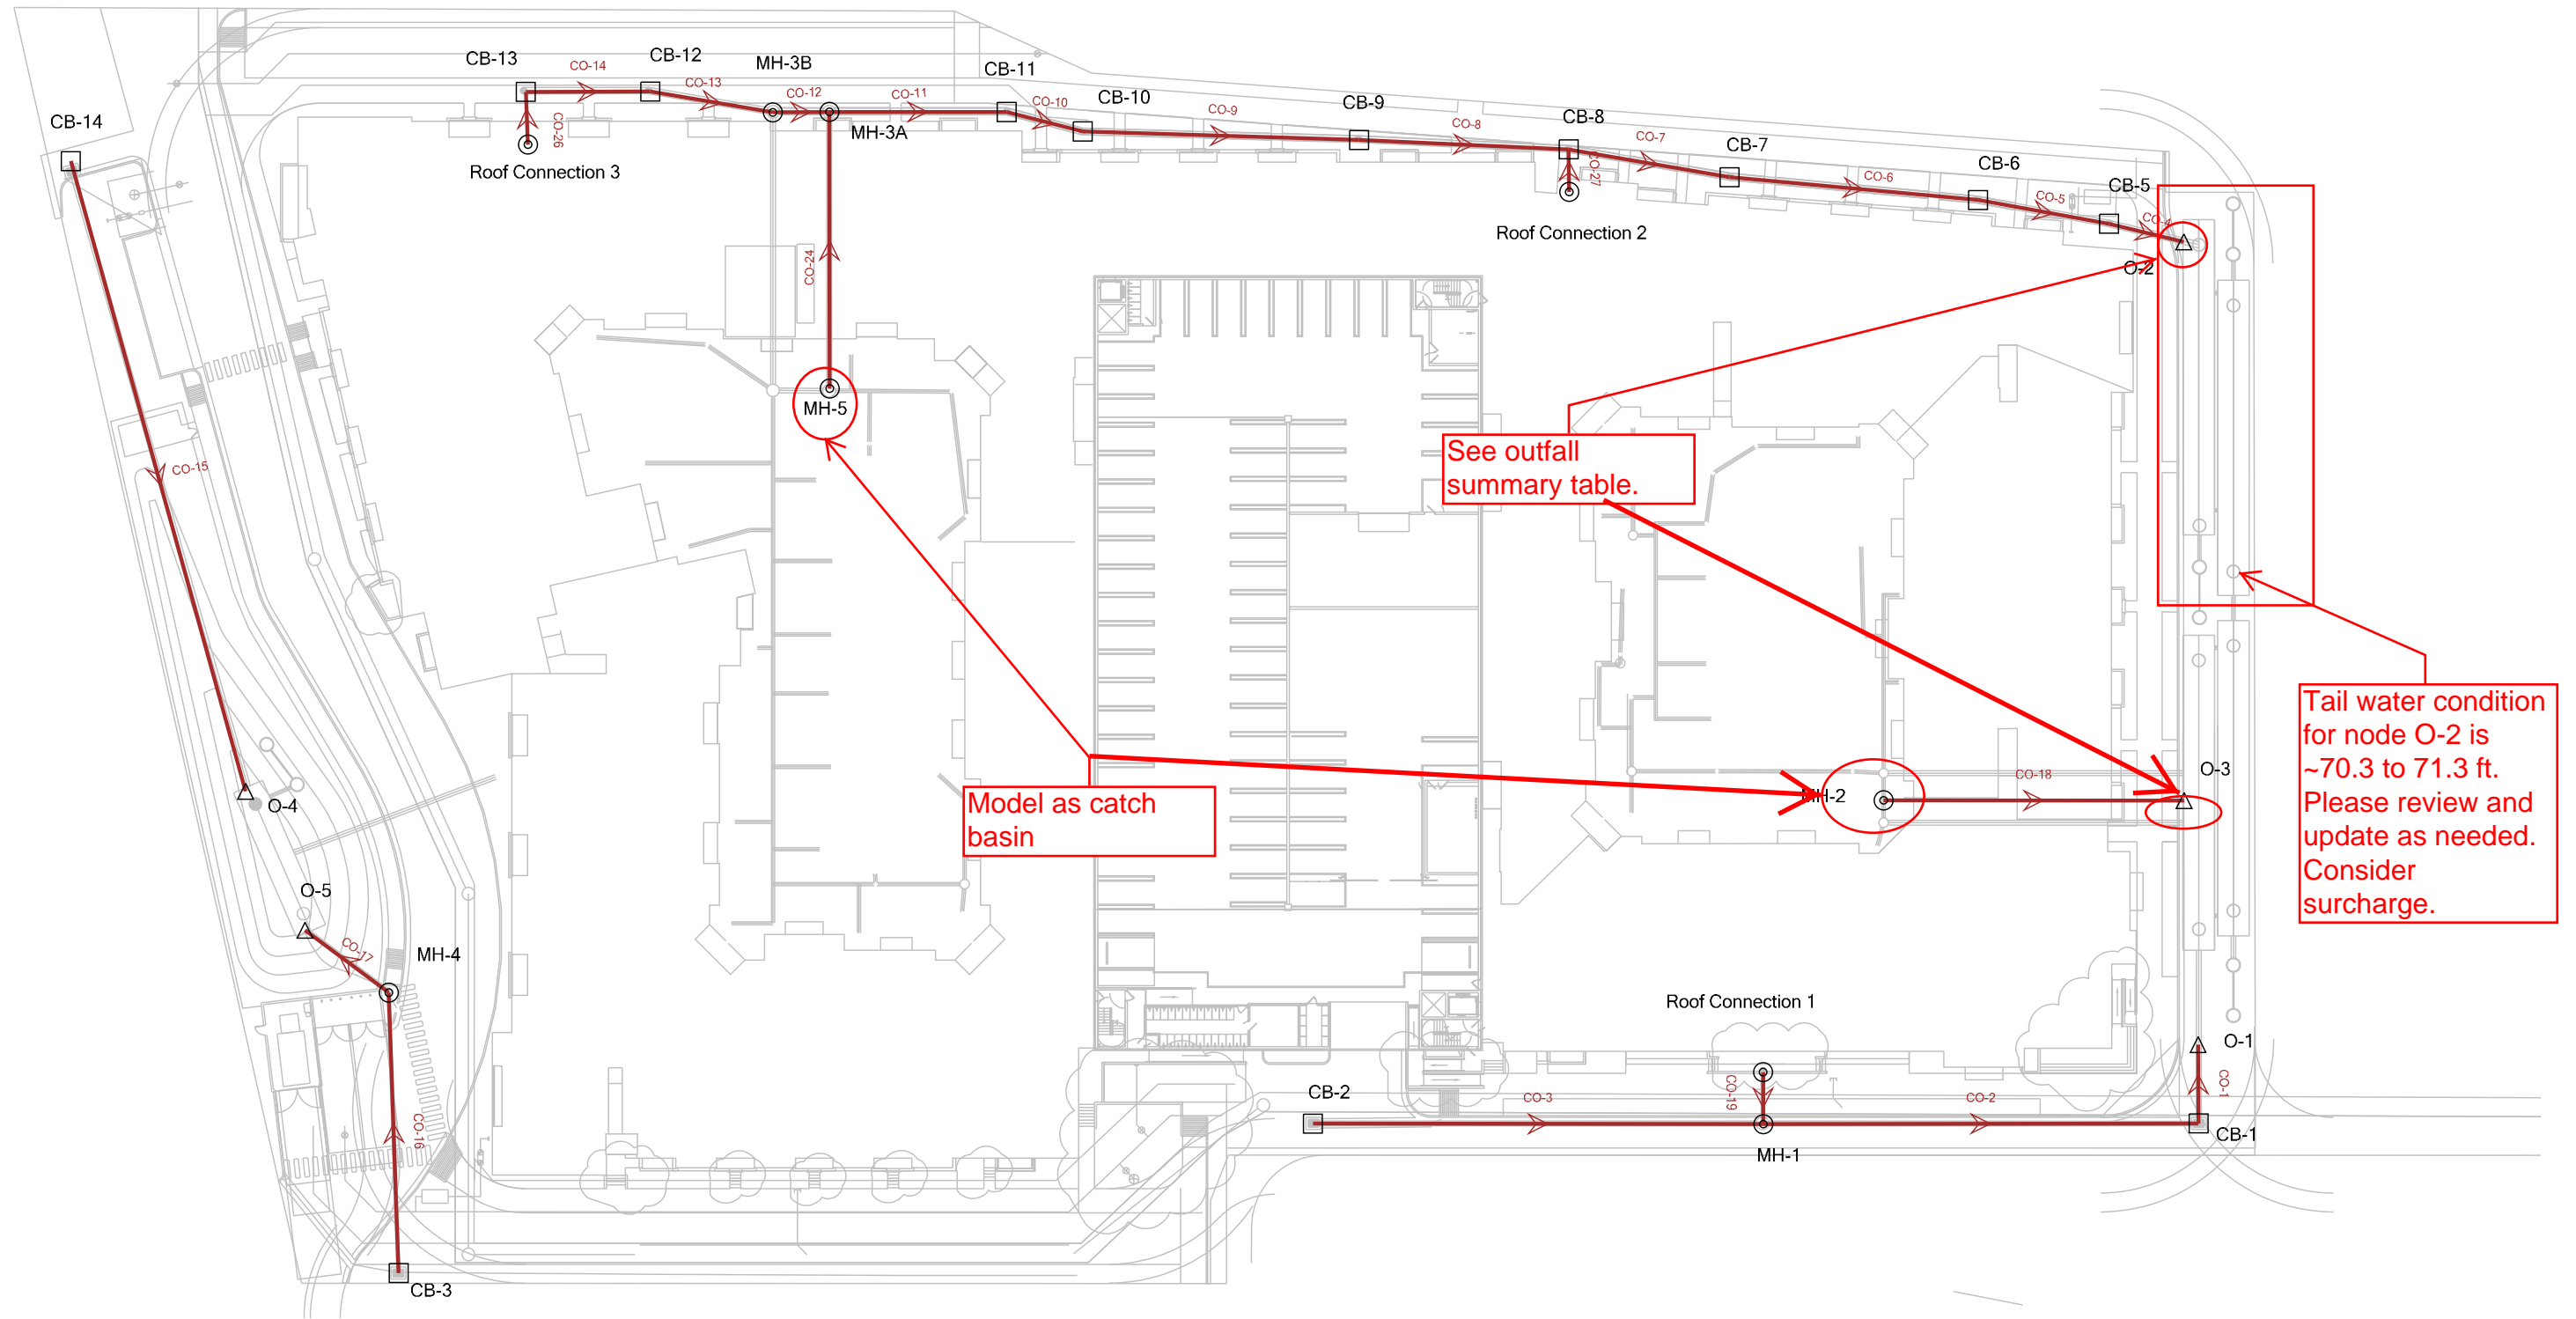 CB-13
CO-14
CB-12
CO-13
MH-3B
CO-12
CO-11
MH-3A
CB-11
CO-10
CB-10
CO-9
CB-9
CO-8
CB-8
CO-7
CB-7
CO-6
CB-6
CO-5
CB-5
CO-4
O-2
CB-14
CO-26
Roof Connection 3
CO-27
Roof Connection 2
CO-24
MH-5
CO-15
See outfall
summary table.
Tail water condition
for node O-2 is
~70.3 to 71.3 ft.
Please review and
update as needed.
Consider
surcharge.
Model as catch
basin
MH-2
CO-18
O-3
O-4
O-5
CO-17
MH-4
CO-16
CB-3
Roof Connection 1
CO-19
CB-2
CO-3
MH-1
CO-2
O-1
CO-1
CB-1